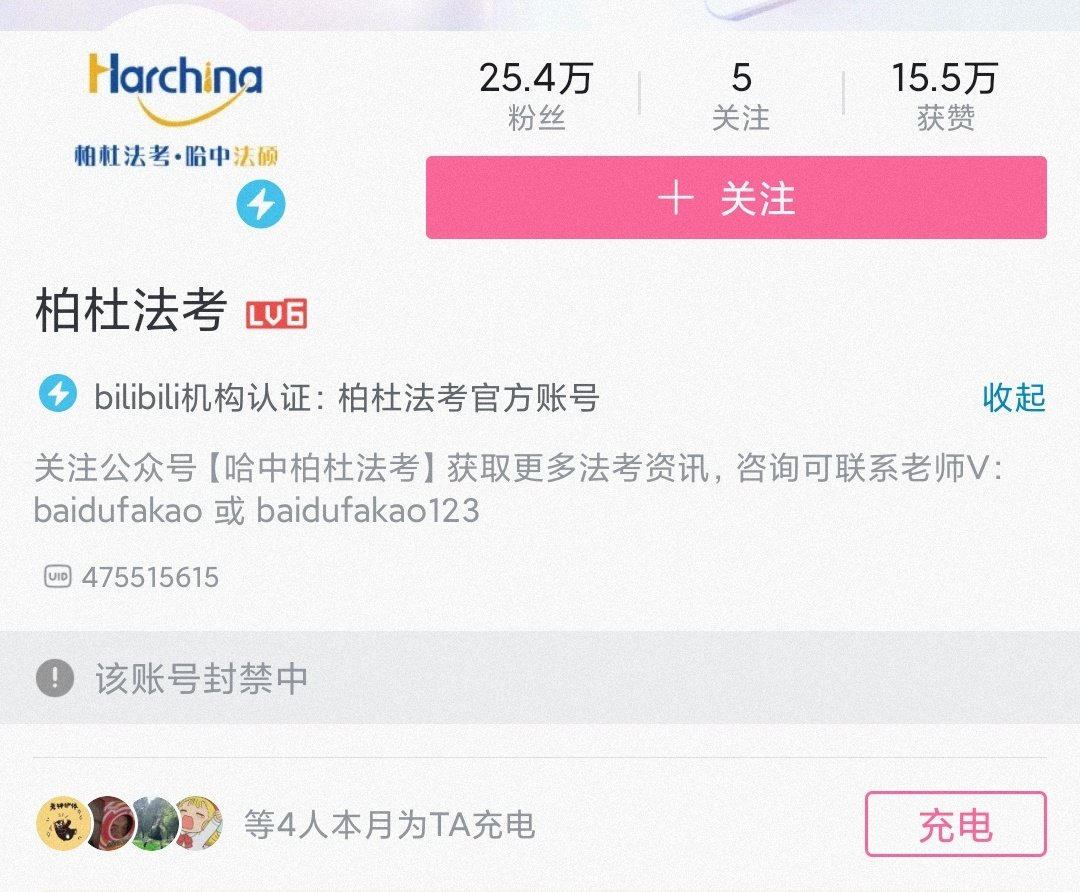 Harchina
柏杜法考·哈中法硕
25.4万
粉丝
5
关注
15.5万
获赞
+ 关注
柏杜法考 LV6
bilibili机构认证：柏杜法考官方账号
收起
关注公众号【哈中柏杜法考】获取更多法考资讯，咨询可联系老师V：
baidufakao 或 baidufakao123
UID 475515615
该账号封禁中
等4人本月为TA充电
充电